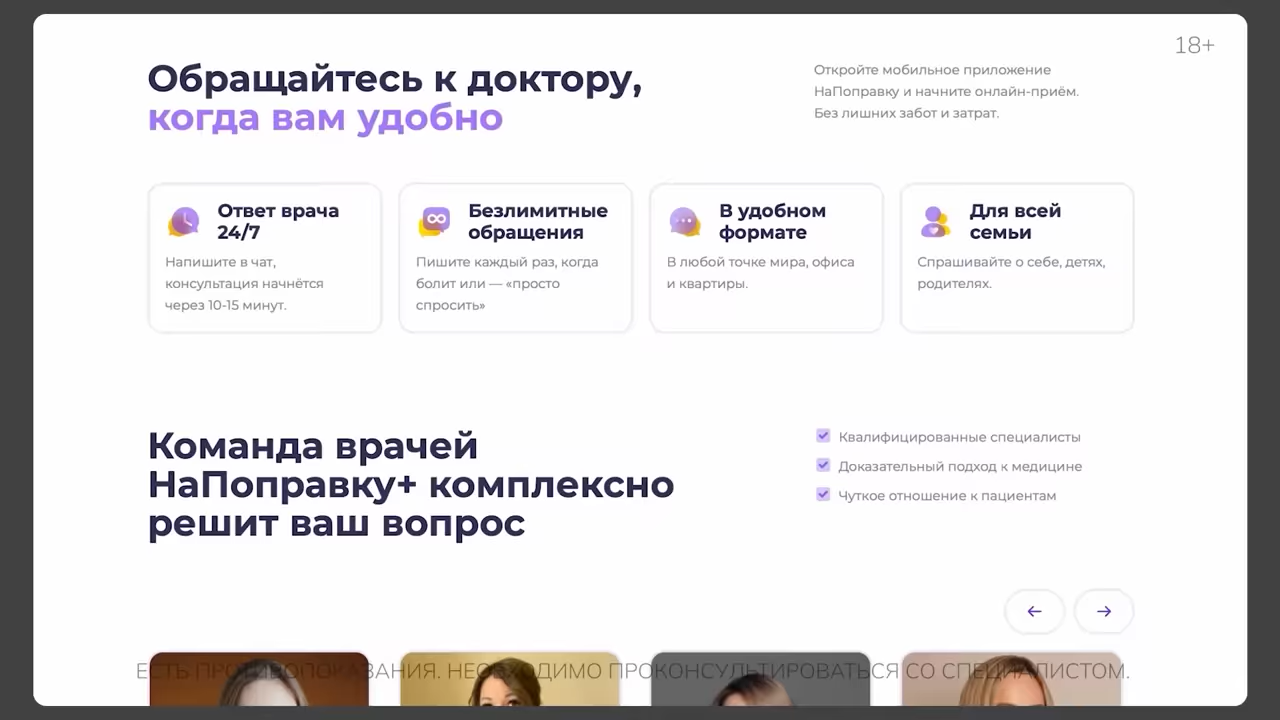 18+
Обращайтесь к доктору,
когда вам удобно
Откройте мобильное приложение
НаПоправку и начните онлайн-приём.
Без лишних забот и затрат.
Ответ врача
24/7
Напишите в чат,
консультация начнётся
через 10-15 минут.
Безлимитные
обращения
Пишите каждый раз, когда
болит или — «просто
спросить»
В удобном
формате
В любой точке мира, офиса
и квартиры.
Для всей
семьи
Спрашивайте о себе, детях,
родителях.
Команда врачей
НаПоправку+ комплексно
решит ваш вопрос
Квалифицированные специалисты
Доказательный подход к медицине
Чуткое отношение к пациентам
ЕСТЬ ПРОТИВОПОКАЗАНИЯ. НЕОБХОДИМО ПРОКОНСУЛЬТИРОВАТЬСЯ СО СПЕЦИАЛИСТОМ.